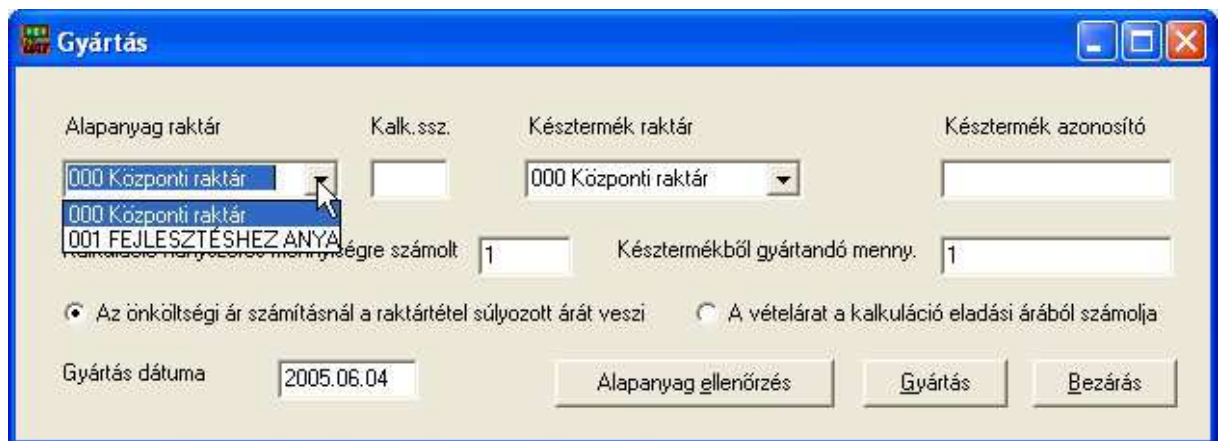 Gyártás
Alapanyag raktár Kalk.ssz. Késztermék raktár Késztermék azonosító
000 Központi raktár 000 Központi raktár
000 Központi raktár
001 FEJLESZTÉSHEZ ANYA
számolt 1 Késztermékből gyártandó menny. 1
Az önköltségi ár számításnál a raktártétel súlyozott árát veszi A vételárat a kalkuláció eladási árából számolja
Gyártás dátuma 2005.06.04 Alapanyag ellenőrzés Gyártás Bezárás